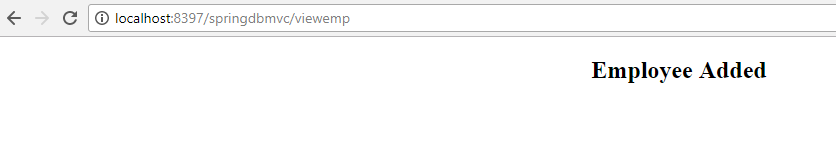 localhost:8397/springdbmvc/viewemp
Employee Added